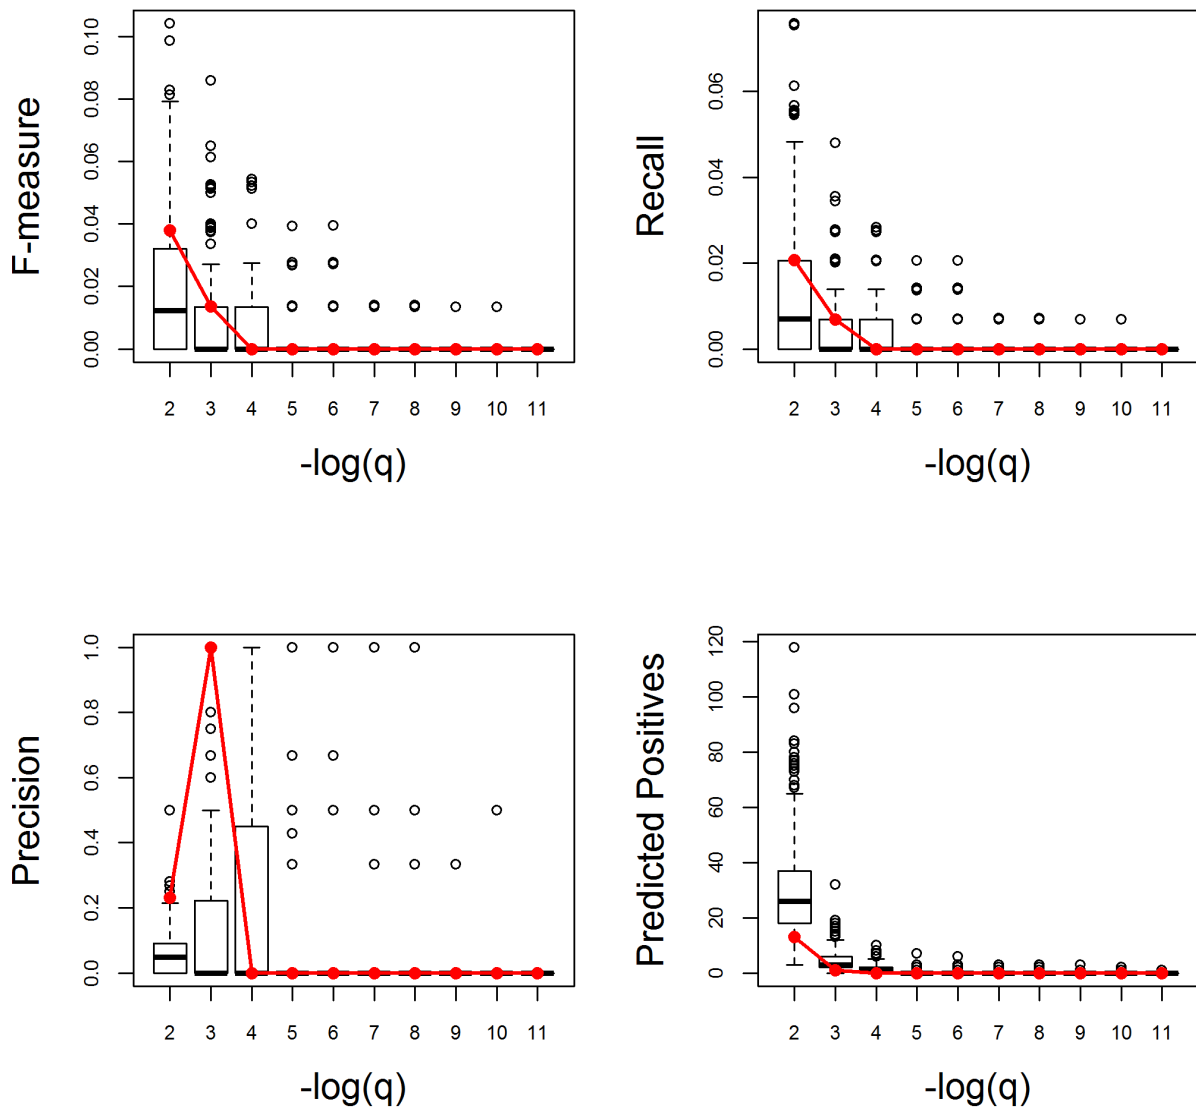 F-measure
0.00 0.02 0.04 0.06 0.08 0.10
2 3 4 5 6 7 8 9 10 11
-log(q)
Recall
0.00 0.02 0.04 0.06
2 3 4 5 6 7 8 9 10 11
-log(q)
Precision
0.0 0.2 0.4 0.6 0.8 1.0
2 3 4 5 6 7 8 9 10 11
-log(q)
Predicted Positives
0 20 40 60 80 100 120
2 3 4 5 6 7 8 9 10 11
-log(q)